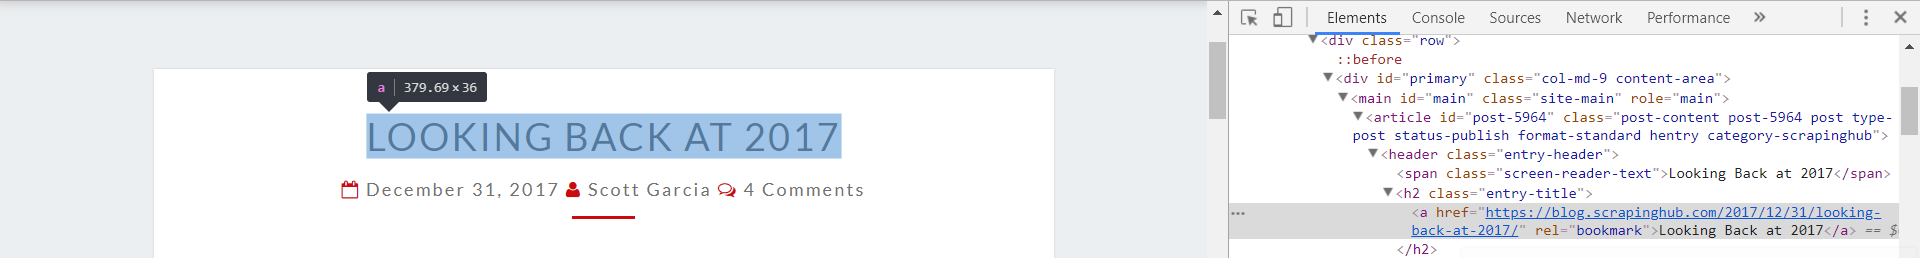 a 379.69 × 36
LOOKING BACK AT 2017
December 31, 2017 Scott Garcia 4 Comments
Elements Console Sources Network Performance »
<div class="row">
::before
<div id="primary" class="col-md-9 content-area">
<main id="main" class="site-main" role="main">
<article id="post-5964" class="post-content post-5964 post type-
post status-publish format-standard hentry category-scrapinghub">
<header class="entry-header">
<span class="screen-reader-text">Looking Back at 2017</span>
<h2 class="entry-title">
<a href="https://blog.scrapinghub.com/2017/12/31/looking-
back-at-2017/" rel="bookmark">Looking Back at 2017</a> == $
</h2>